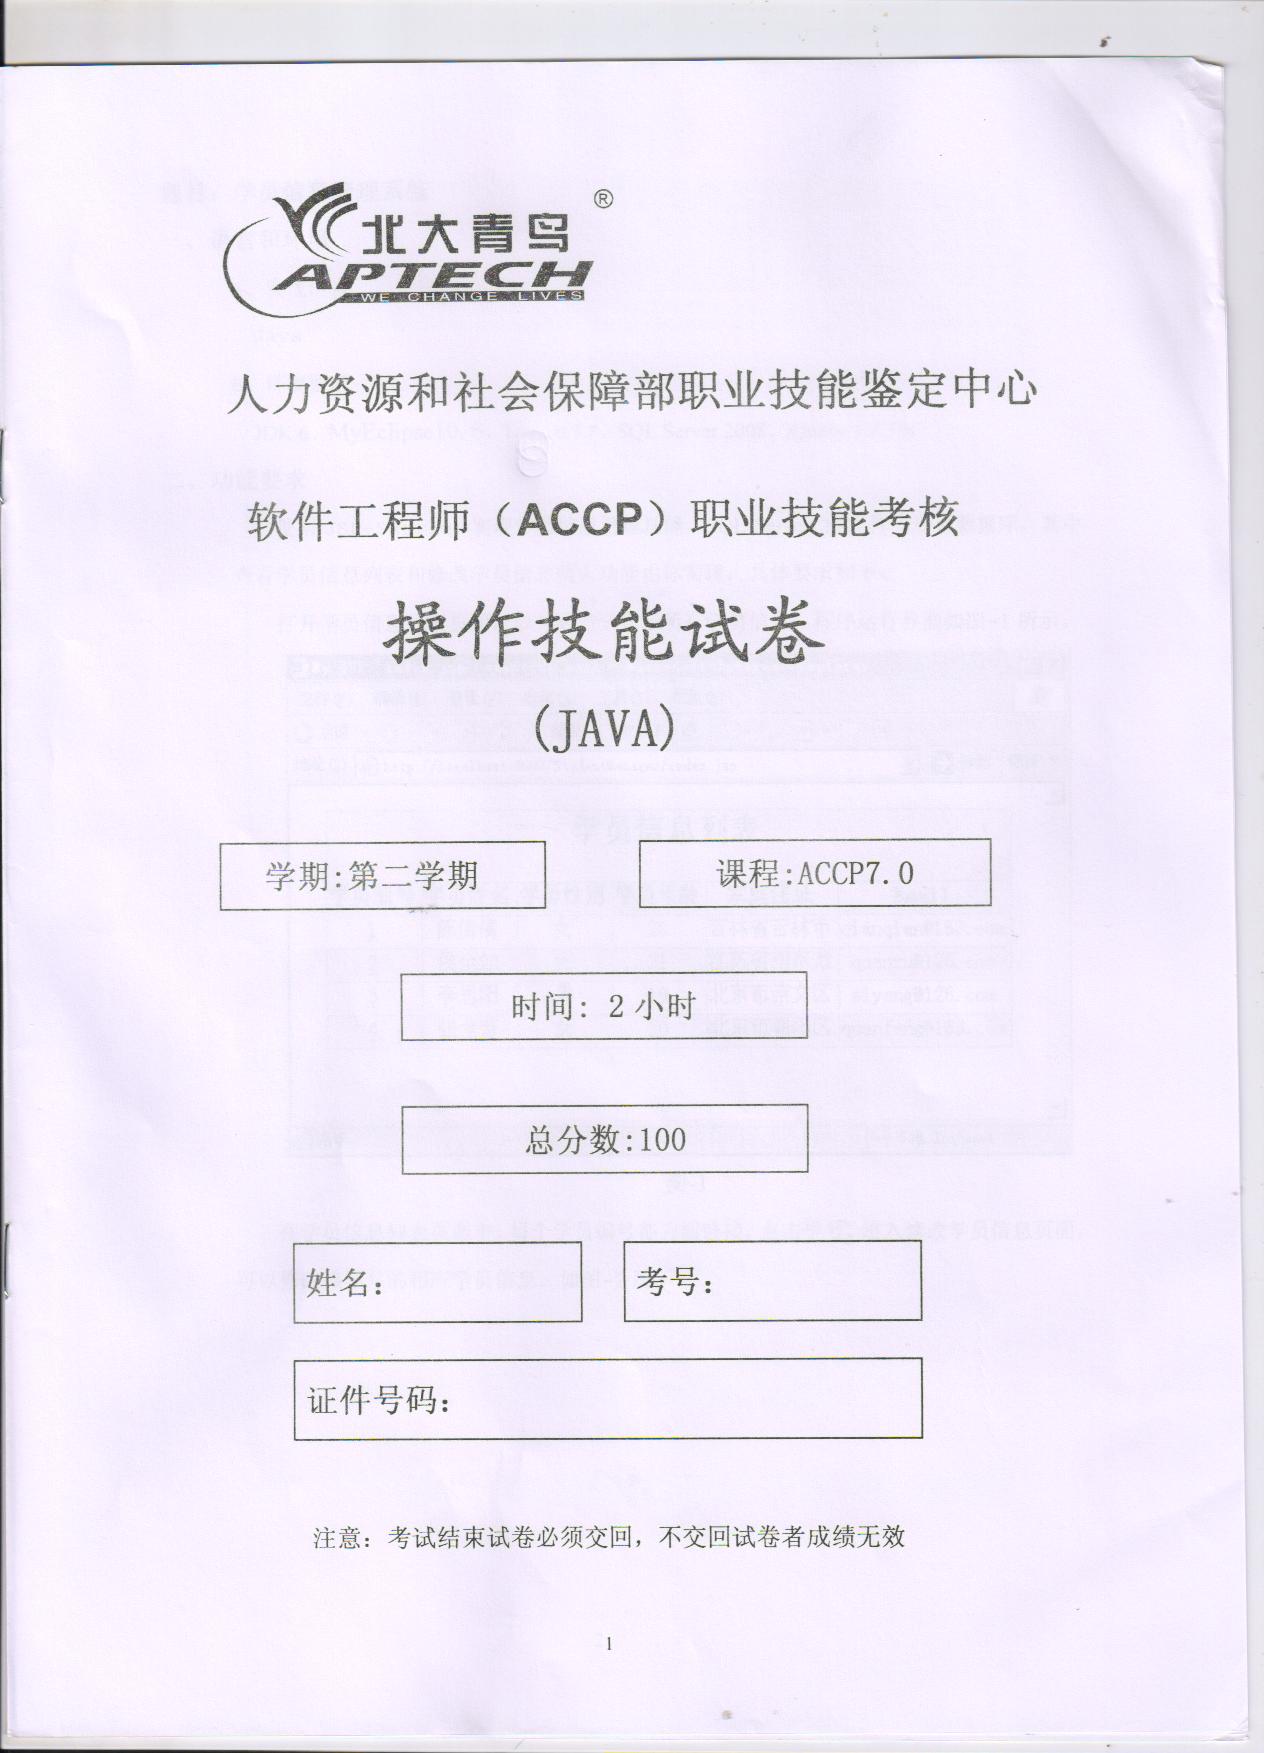 北大青鸟®
APTECH
WE CHANGE LIVES
人力资源和社会保障部职业技能鉴定中心
软件工程师（ACCP）职业技能考核
操作技能试卷
(JAVA)
学期:第二学期
课程:ACCP7.0
时间: 2 小时
总分数:100
姓名:
考号:
证件号码:
注意：考试结束试卷必须交回，不交回试卷者成绩无效
1